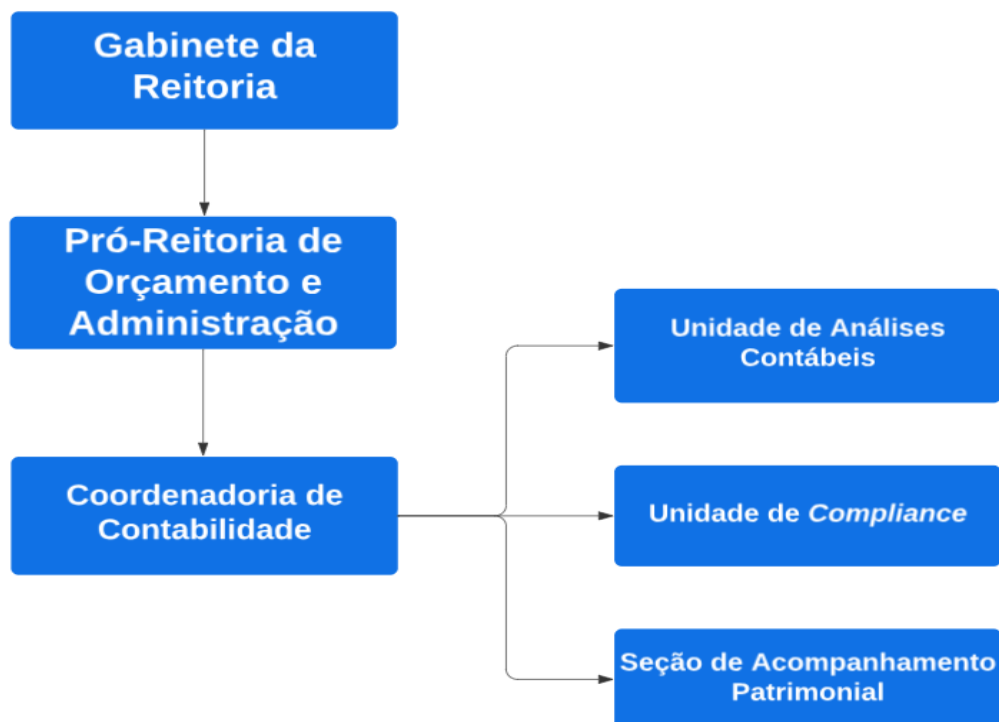 Gabinete da
Reitoria
Pró-Reitoria de
Orçamento e
Administração
Coordenadoria de
Contabilidade
Unidade de Análises
Contábeis
Unidade de Compliance
Seção de Acompanhamento
Patrimonial